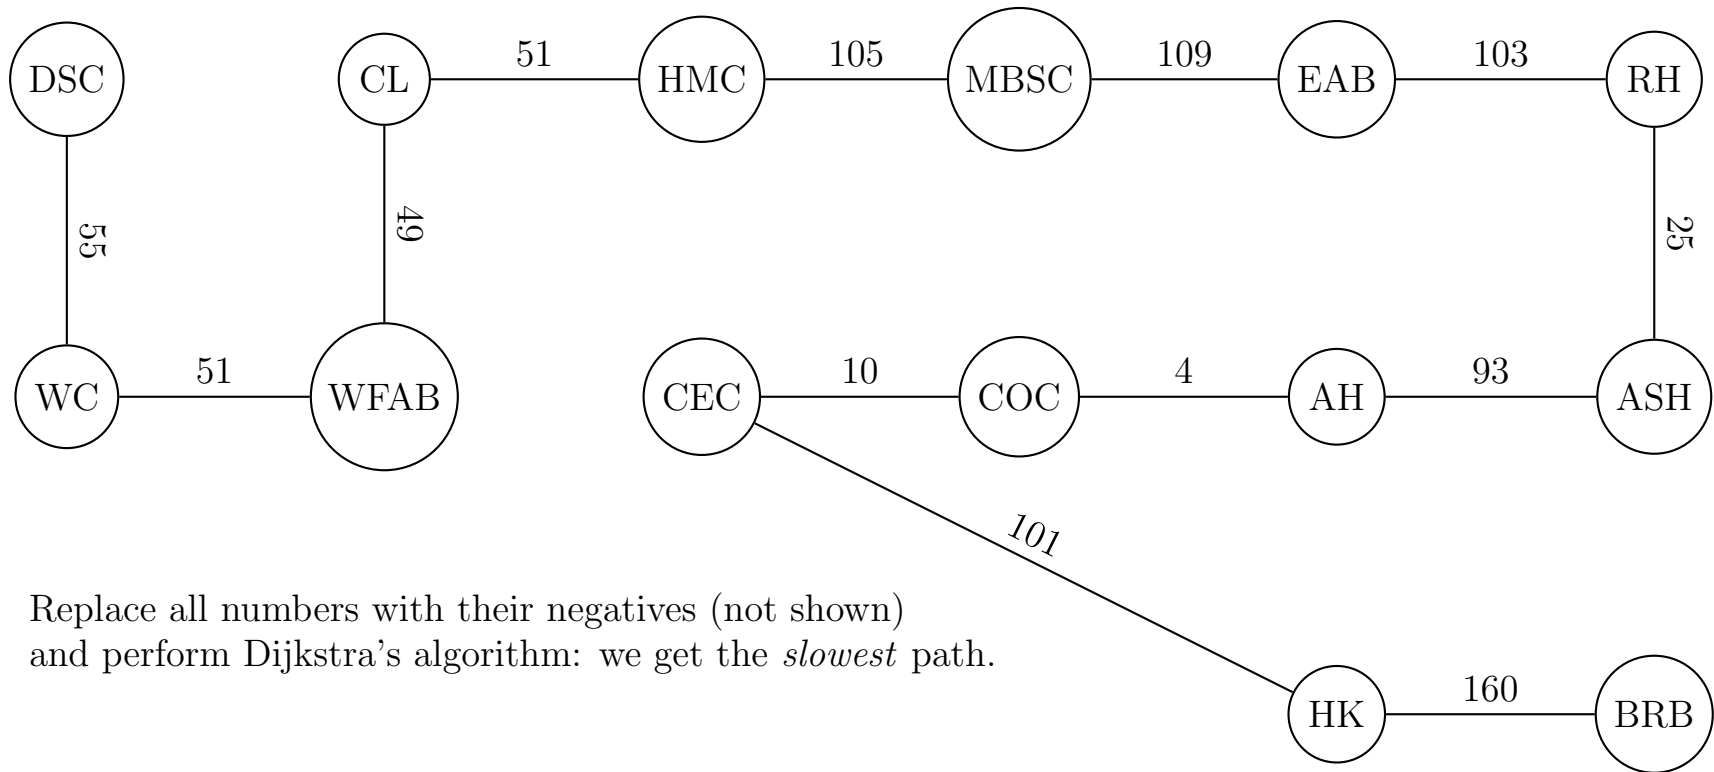 DSC CL 51 HMC 105 MBSC 109 EAB 103 RH
55 49 25
WC 51 WFAB CEC 10 COC 4 AH 93 ASH
101
Replace all numbers with their negatives (not shown)
and perform Dijkstra's algorithm: we get the slowest path.
HK 160 BRB